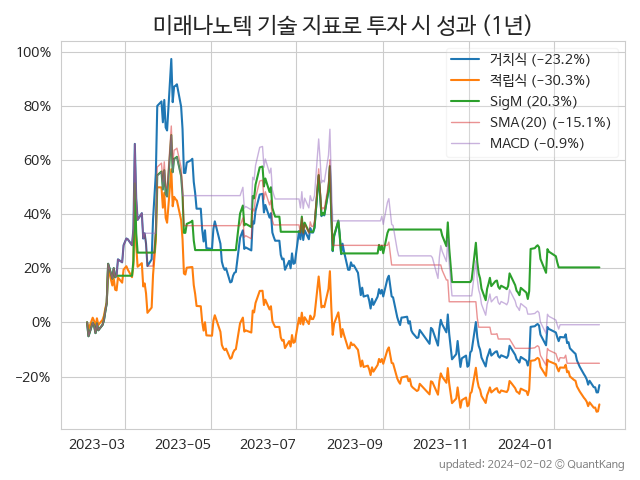 미래나노텍 기술 지표로 투자 시 성과 (1년)
거치식 (−23.2%)
적립식 (−30.3%)
SigM (20.3%)
SMA(20) (−15.1%)
MACD (−0.9%)
100%
80%
60%
40%
20%
0%
−20%
2023-03 2023-05 2023-07 2023-09 2023-11 2024-01
updated: 2024-02-02 © QuantKang